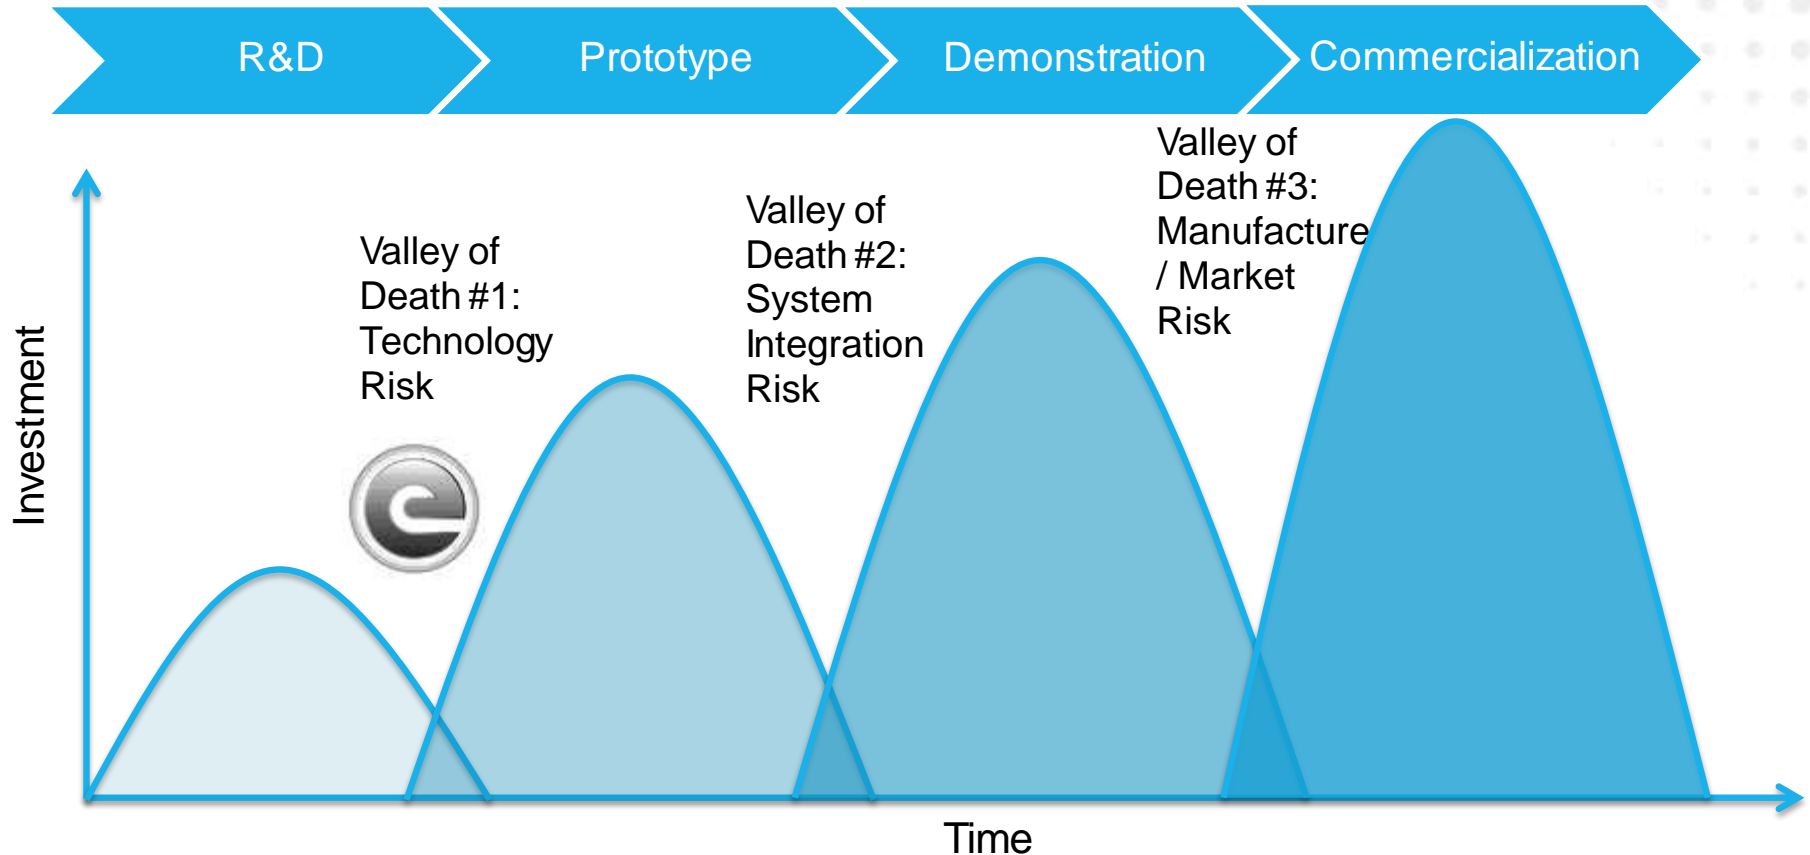 R&D
Prototype
Demonstration
Commercialization
Valley of
Death #1:
Technology
Risk
Valley of
Death #2:
System
Integration
Risk
Valley of
Death #3:
Manufacture
/ Market
Risk
Investment
Time